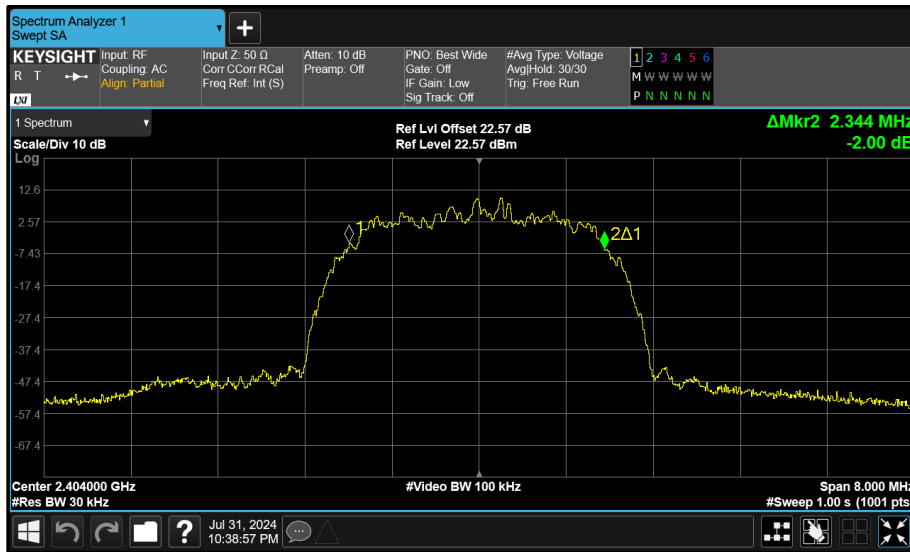 Spectrum Analyzer 1
Swept SA
+
KEYSIGHT
R T
LXI
Input: RF
Coupling: AC
Align: Partial
Input Z: 50 Ω
Corr CCorr RCal
Freq Ref: Int (S)
Atten: 10 dB
Preamp: Off
PNO: Best Wide
Gate: Off
IF Gain: Low
Sig Track: Off
#Avg Type: Voltage
Avg|Hold: 30/30
Trig: Free Run
1 2 3 4 5 6
M W W W W W
P N N N N N
1 Spectrum
Scale/Div 10 dB
Log
Ref Lvl Offset 22.57 dB
Ref Level 22.57 dBm
ΔMkr2 2.344 MHz
-2.00 dB
12.6
2.57
-7.43
-17.4
-27.4
-37.4
-47.4
-57.4
-67.4
1
2Δ1
Center 2.404000 GHz
#Res BW 30 kHz
#Video BW 100 kHz
Span 8.000 MHz
#Sweep 1.00 s (1001 pts
?
Jul 31, 2024
10:38:57 PM